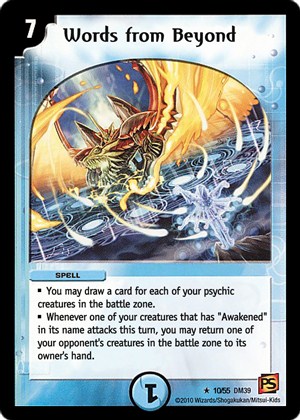 7 Words from Beyond
SPELL
▪ You may draw a card for each of your psychic
creatures in the battle zone.
▪ Whenever one of your creatures that has "Awakened"
in its name attacks this turn, you may return one of
your opponent's creatures in the battle zone to its
owner's hand.
1
PS
★ 10/55 DM39
©2010 Wizards/Shogakukan/Mitsui-Kids